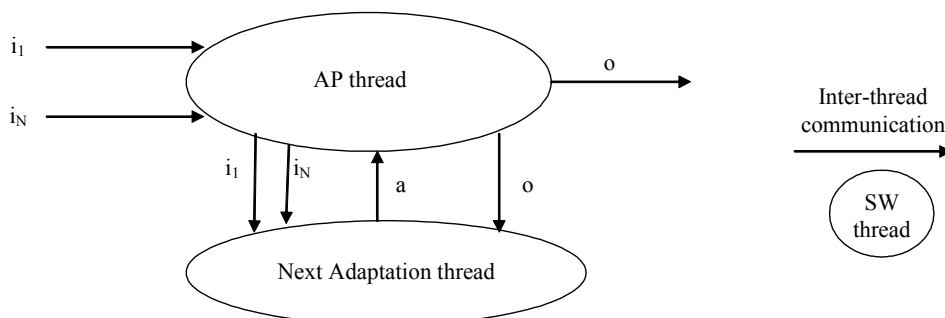 i₁
AP thread
o
iN
Inter-thread
communication
i₁
iN
a
o
SW
thread
Next Adaptation thread